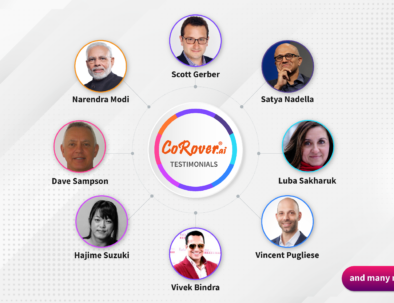 Scott Gerber
Narendra Modi
Satya Nadella
CoRover.ai
TESTIMONIALS
Dave Sampson
Luba Sakharuk
Hajime Suzuki
Vincent Pugliese
Vivek Bindra
and many